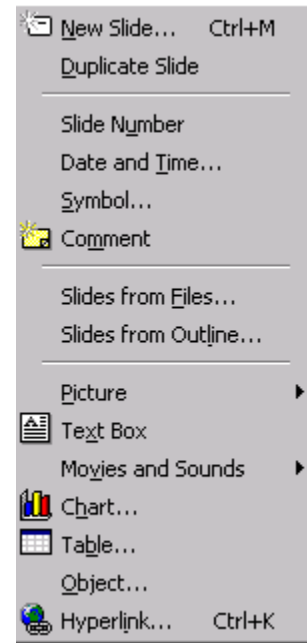 New Slide... Ctrl+M
Duplicate Slide
Slide Number
Date and Time...
Symbol...
Comment
Slides from Files...
Slides from Outline...
Picture
Text Box
Movies and Sounds
Chart...
Table...
Object...
Hyperlink... Ctrl+K